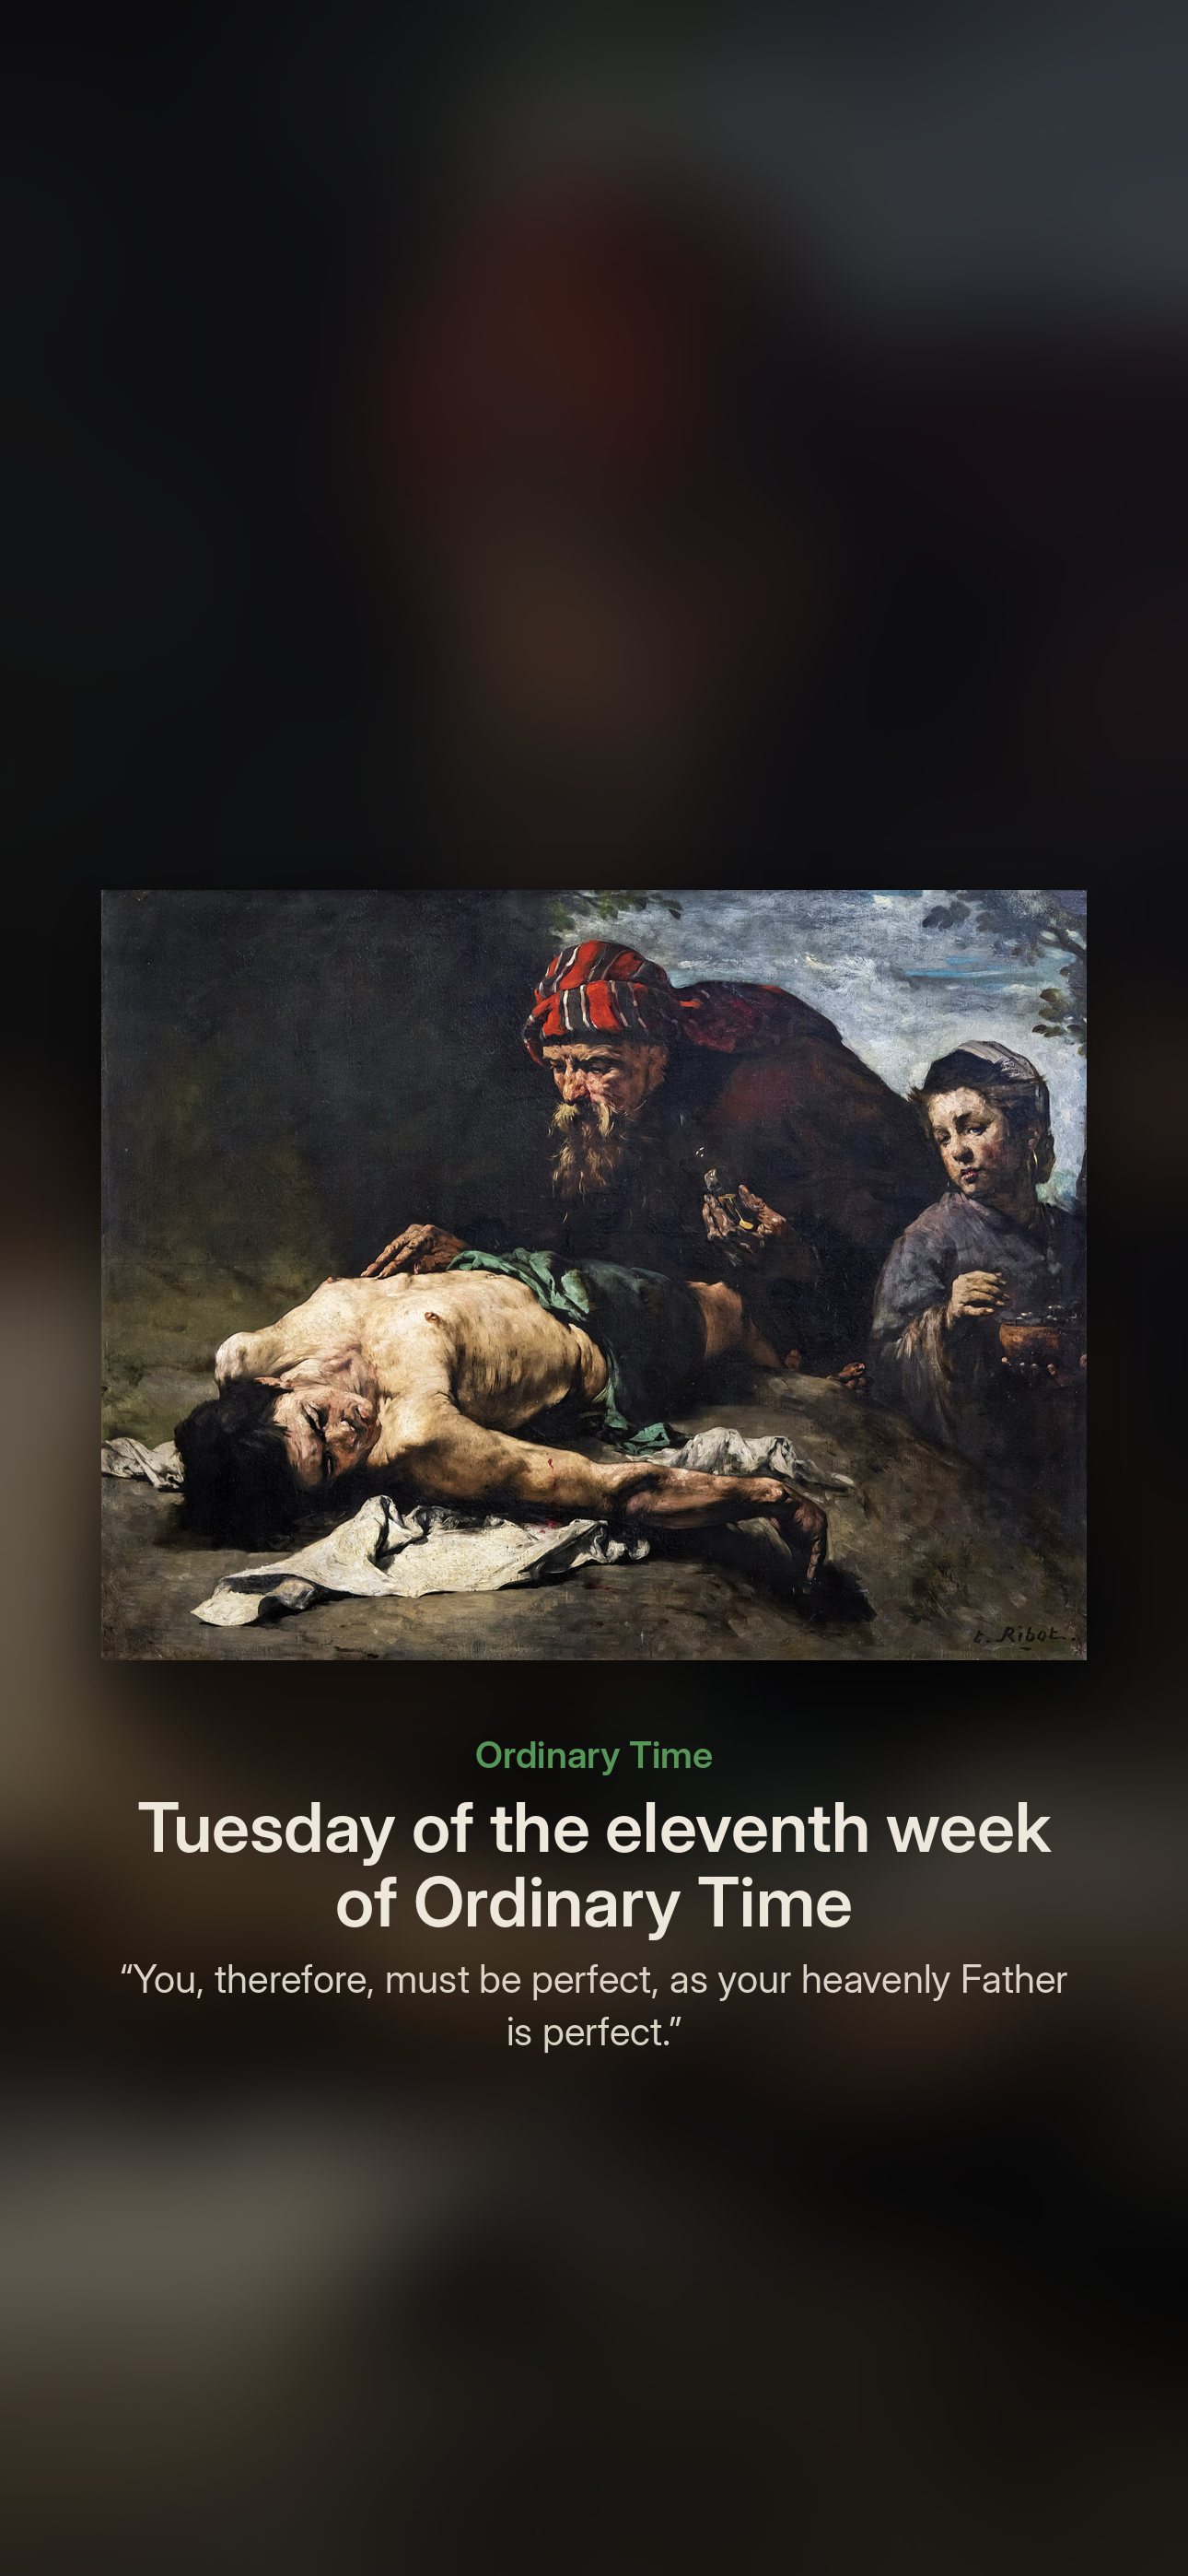 t. Ribot.
Ordinary Time
Tuesday of the eleventh week
of Ordinary Time
“You, therefore, must be perfect, as your heavenly Father
is perfect.”